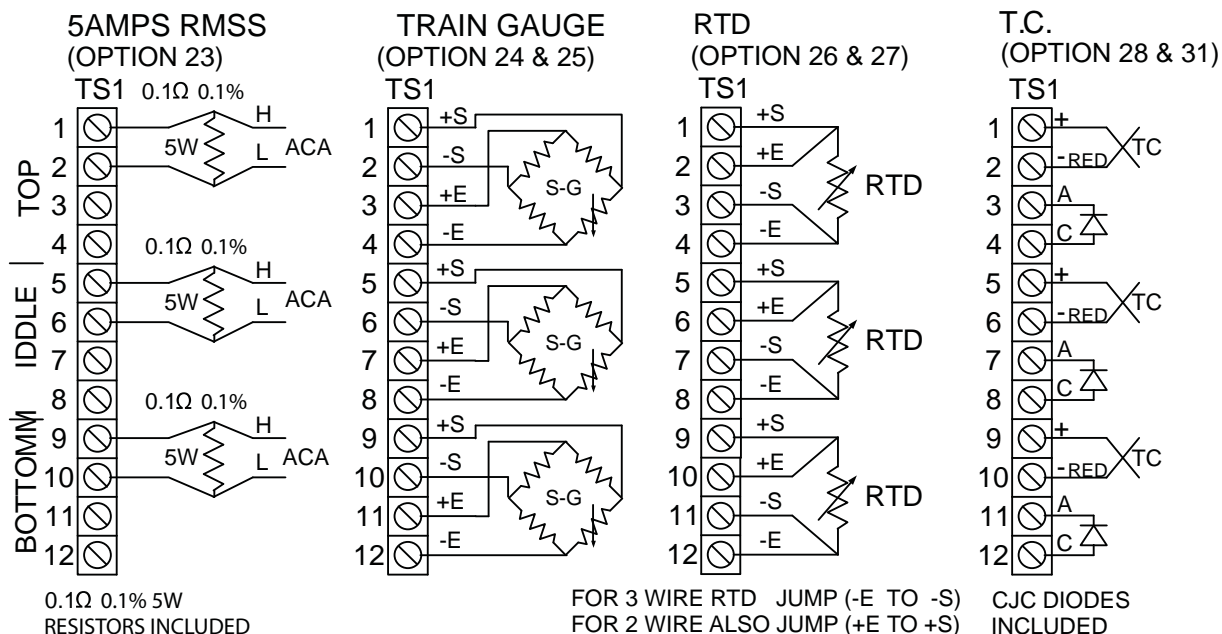 5AMPS RMSS
(OPTION 23)
TS1
0.1Ω 0.1%
1
2
3
4
5
6
7
8
9
10
11
12
TOP
IDDLE
BOTTOMM
5W
H
L
ACA
0.1Ω 0.1%
5W
H
L
ACA
0.1Ω 0.1%
5W
H
L
ACA
0.1Ω 0.1% 5W
RESISTORS INCLUDED
TRAIN GAUGE
(OPTION 24 & 25)
TS1
1
2
3
4
5
6
7
8
9
10
11
12
+S
-S
+E
-E
S-G
+S
-S
+E
-E
S-G
+S
-S
+E
-E
S-G
RTD
(OPTION 26 & 27)
TS1
1
2
3
4
5
6
7
8
9
10
11
12
+S
+E
-S
-E
RTD
+S
+E
-S
-E
RTD
+S
+E
-S
-E
RTD
FOR 3 WIRE RTD JUMP (-E TO -S)
FOR 2 WIRE ALSO JUMP (+E TO +S)
T.C.
(OPTION 28 & 31)
TS1
1
2
3
4
5
6
7
8
9
10
11
12
+
-RED
TC
A
C
+
-RED
TC
A
C
+
-RED
TC
A
C
CJC DIODES
INCLUDED